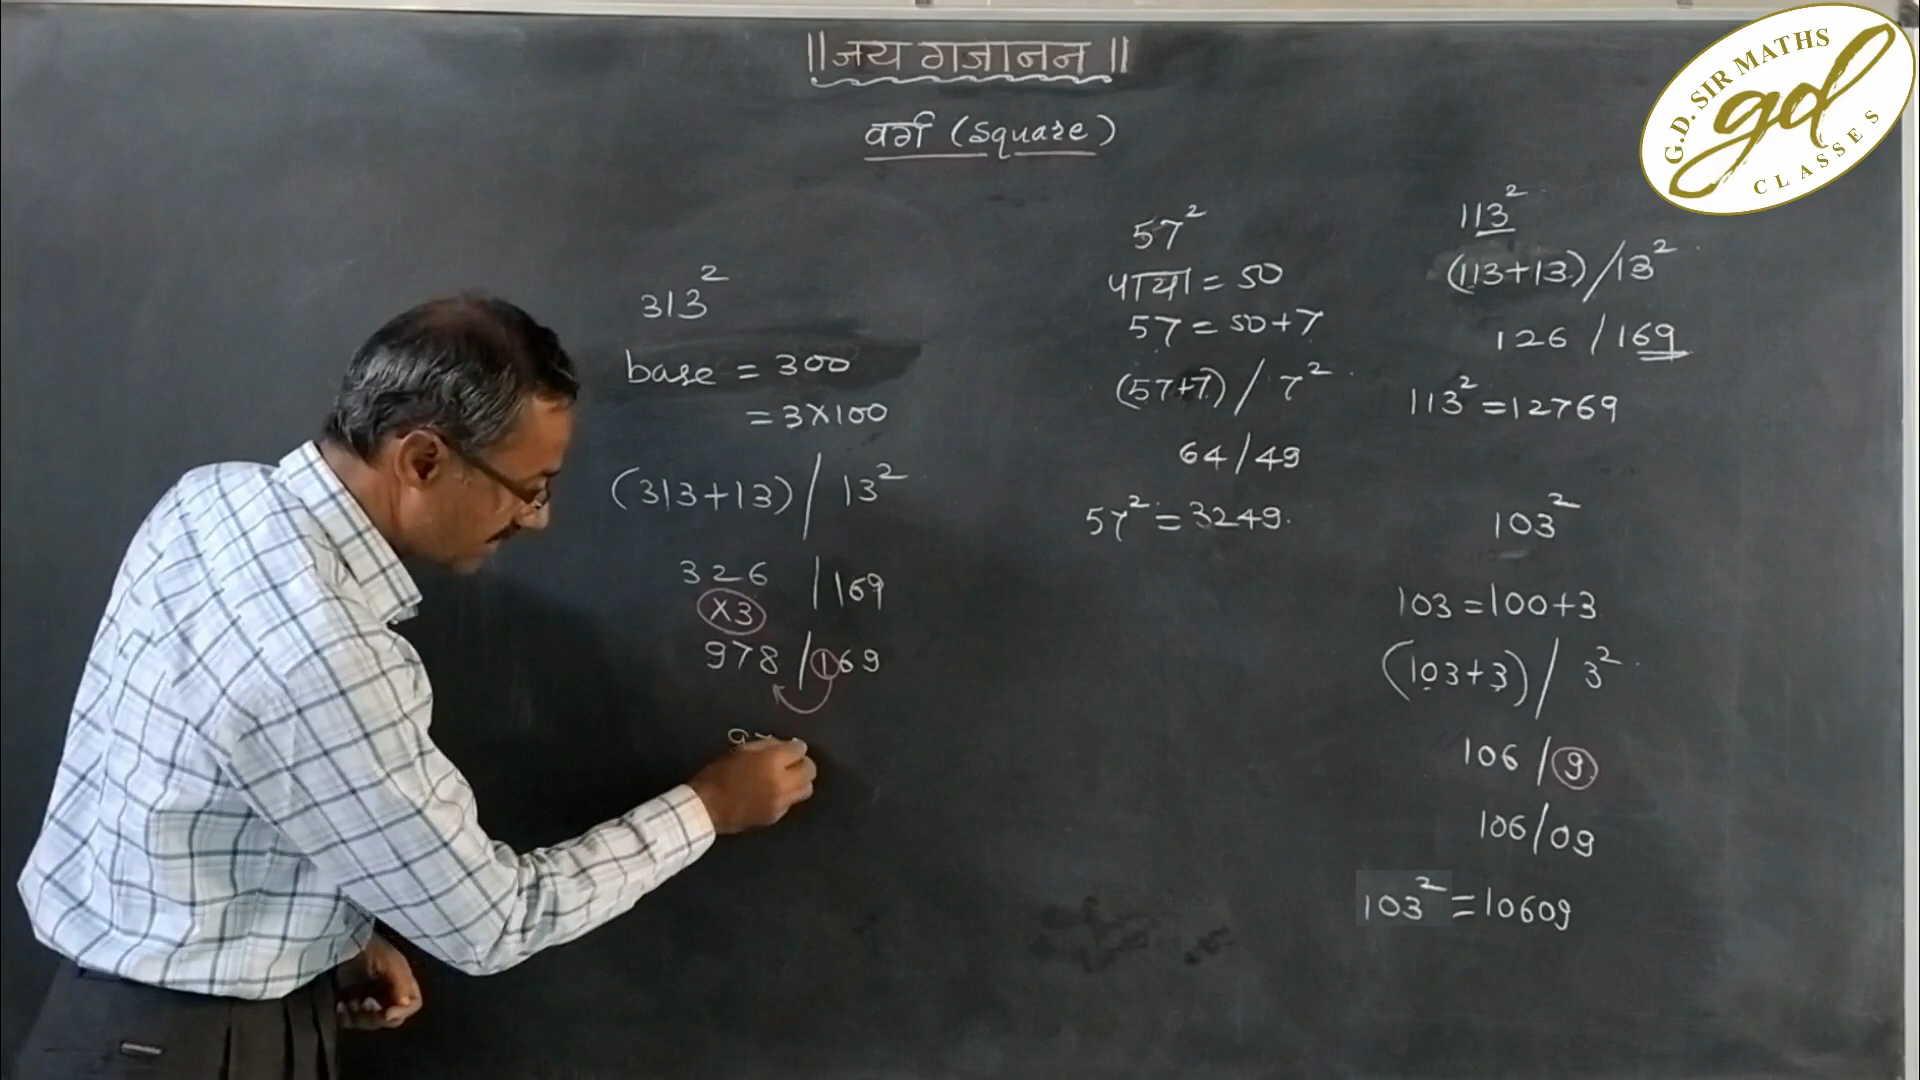 ||जय गजानन||
वर्ग (square)
G.D. SIR MATHS
gd
CLASSES
313²
base = 300
= 3×100
(313+13) / 13²
326 / 169
×3
978 / 169
57²
पाया = 50
57 = 50+7
(57+7) / 7²
64/49
57² = 3249.
113²
(113+13) / 13²
126 / 169
113² = 12769
103²
103 = 100+3
(103+3) / 3²
106 / 9
106/09
103² = 10609